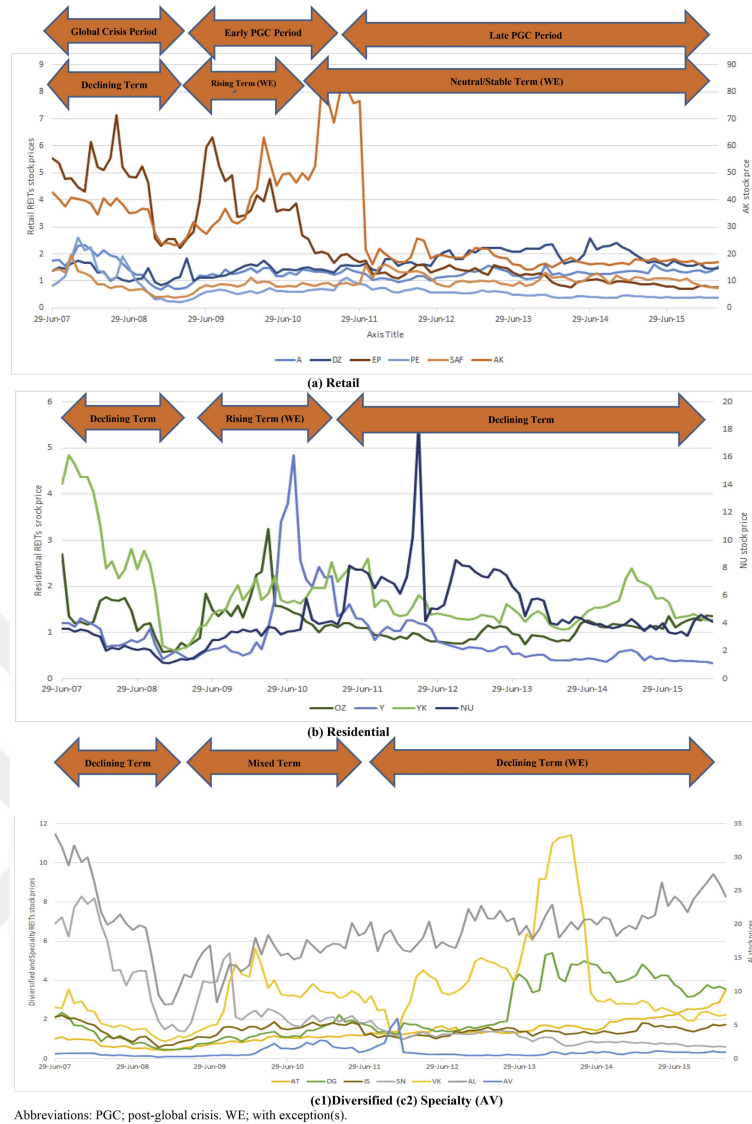 Global Crisis Period Early PGC Period Late PGC Period
Declining Term Rising Term (WE) Neutral/Stable Term (WE)
9 90
8 80
7 70
6 60
5 50
4 40
3 30
2 20
1 10
0 0
Retail REITs stock prices
AK stock price
29-Jun-07 29-Jun-08 29-Jun-09 29-Jun-10 29-Jun-11 29-Jun-12 29-Jun-13 29-Jun-14 29-Jun-15
Axis Title
A DZ EP PE SAF AK
(a) Retail
Declining Term Rising Term (WE) Declining Term
6 20
18
5 16
14
4
12
3 10
8
2
6
4
1
2
0 0
Residential REITs stock price
NU stock price
29-Jun-07 29-Jun-08 29-Jun-09 29-Jun-10 29-Jun-11 29-Jun-12 29-Jun-13 29-Jun-14 29-Jun-15
OZ Y YK NU
(b) Residential
Declining Term Mixed Term Declining Term (WE)
12 35
30
10
25
8
20
6
15
4
10
2
5
0 0
Diversified and Specialty REITs stock prices
Al stock prices
29-Jun-07 29-Jun-08 29-Jun-09 29-Jun-10 29-Jun-11 29-Jun-12 29-Jun-13 29-Jun-14 29-Jun-15
AT DG IS SN VK AL AV
(c1)Diversified (c2) Specialty (AV)
Abbreviations: PGC; post-global crisis. WE; with exception(s).